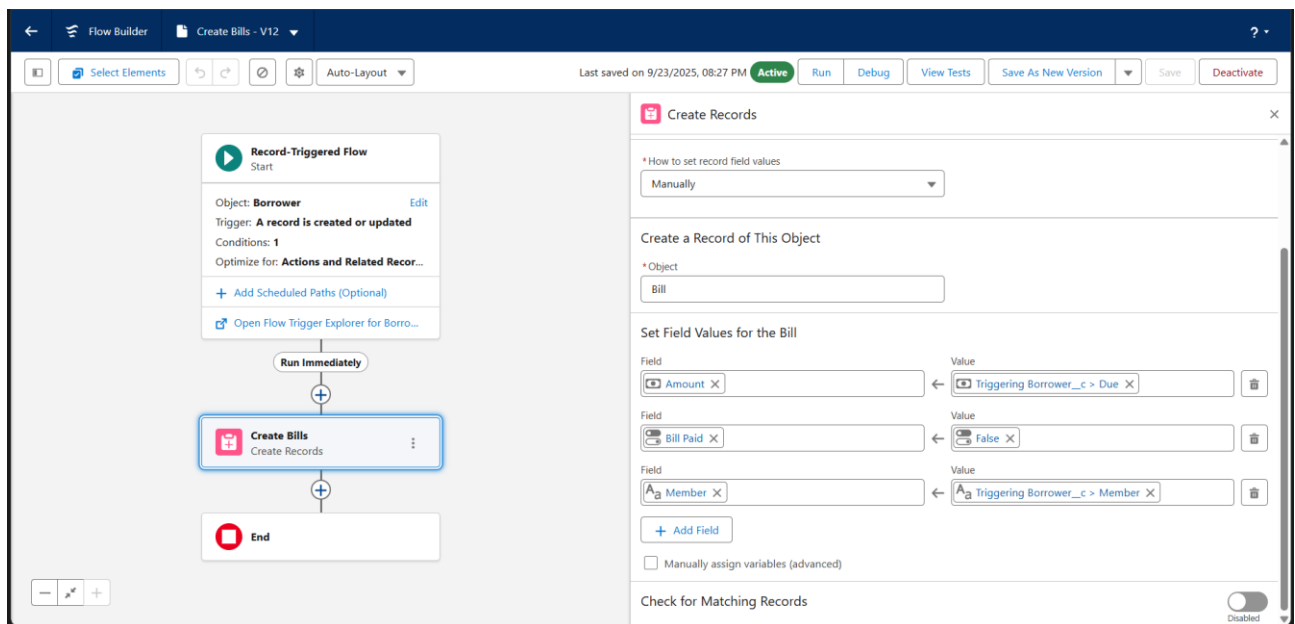 Flow Builder
Create Bills - V12
?
Select Elements
Auto-Layout
Last saved on 9/23/2025, 08:27 PM
Active
Run
Debug
View Tests
Save As New Version
Save
Deactivate
Record-Triggered Flow
Start
Object: Borrower
Edit
Trigger: A record is created or updated
Conditions: 1
Optimize for: Actions and Related Recor...
+ Add Scheduled Paths (Optional)
Open Flow Trigger Explorer for Borro...
Run Immediately
Create Bills
Create Records
End
Create Records
*How to set record field values
Manually
Create a Record of This Object
*Object
Bill
Set Field Values for the Bill
Field Value
Amount Triggering Borrower__c > Due
Field Value
Bill Paid False
Field Value
Aa Member Aa Triggering Borrower__c > Member
+ Add Field
Manually assign variables (advanced)
Check for Matching Records
Disabled